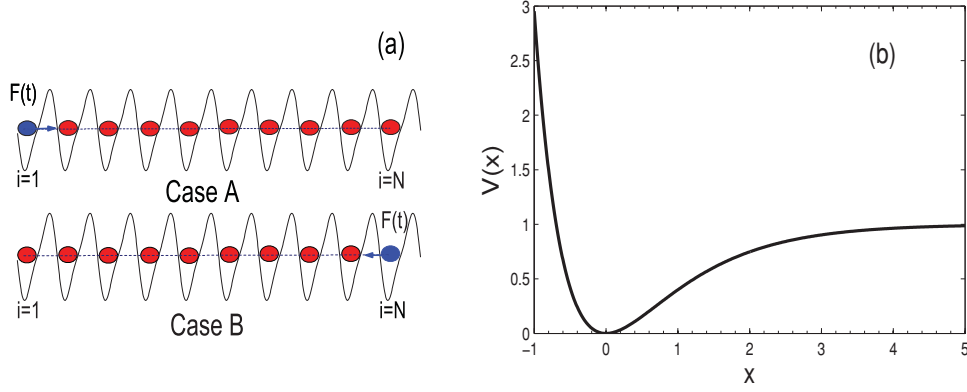 (a)
F(t)
i=1
i=N
Case A
F(t)
i=1
i=N
Case B
(b)
3
2.5
2
1.5
1
0.5
0
V(x)
−1 0 1 2 3 4 5
x